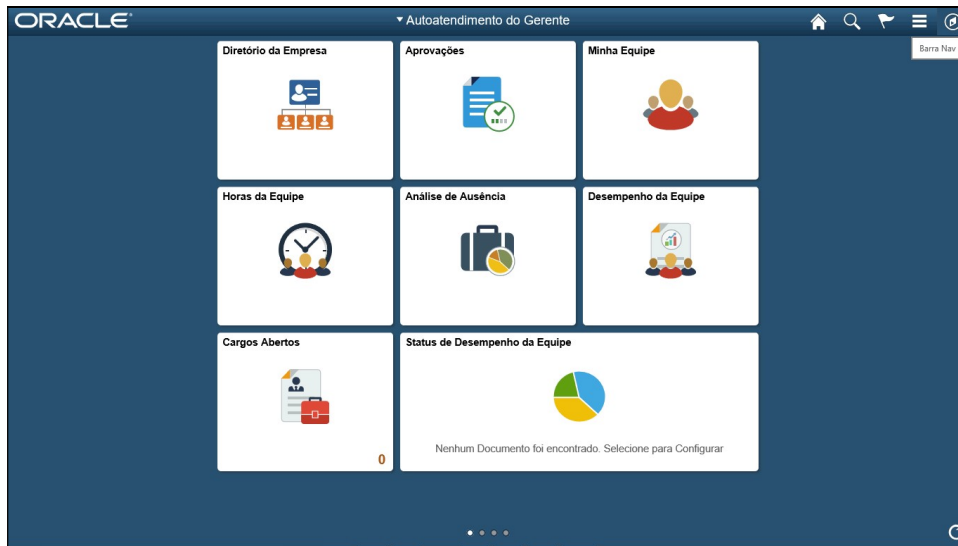 ORACLE
Autoatendimento do Gerente
Barra Nav
Diretório da Empresa
Aprovações
Minha Equipe
Horas da Equipe
Análise de Ausência
Desempenho da Equipe
Cargos Abertos
0
Status de Desempenho da Equipe
Nenhum Documento foi encontrado. Selecione para Configurar